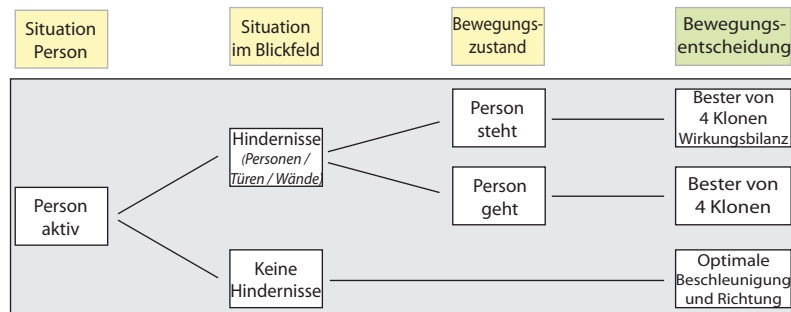 Situation
Person
Situation
im Blickfeld
Bewegungs-
zustand
Bewegungs-
entscheidung
Person
aktiv
Hindernisse
(Personen /
Türen / Wände)
Keine
Hindernisse
Person
steht
Person
geht
Bester von
4 Klonen
Wirkungsbilanz
Bester von
4 Klonen
Optimale
Beschleunigung
und Richtung